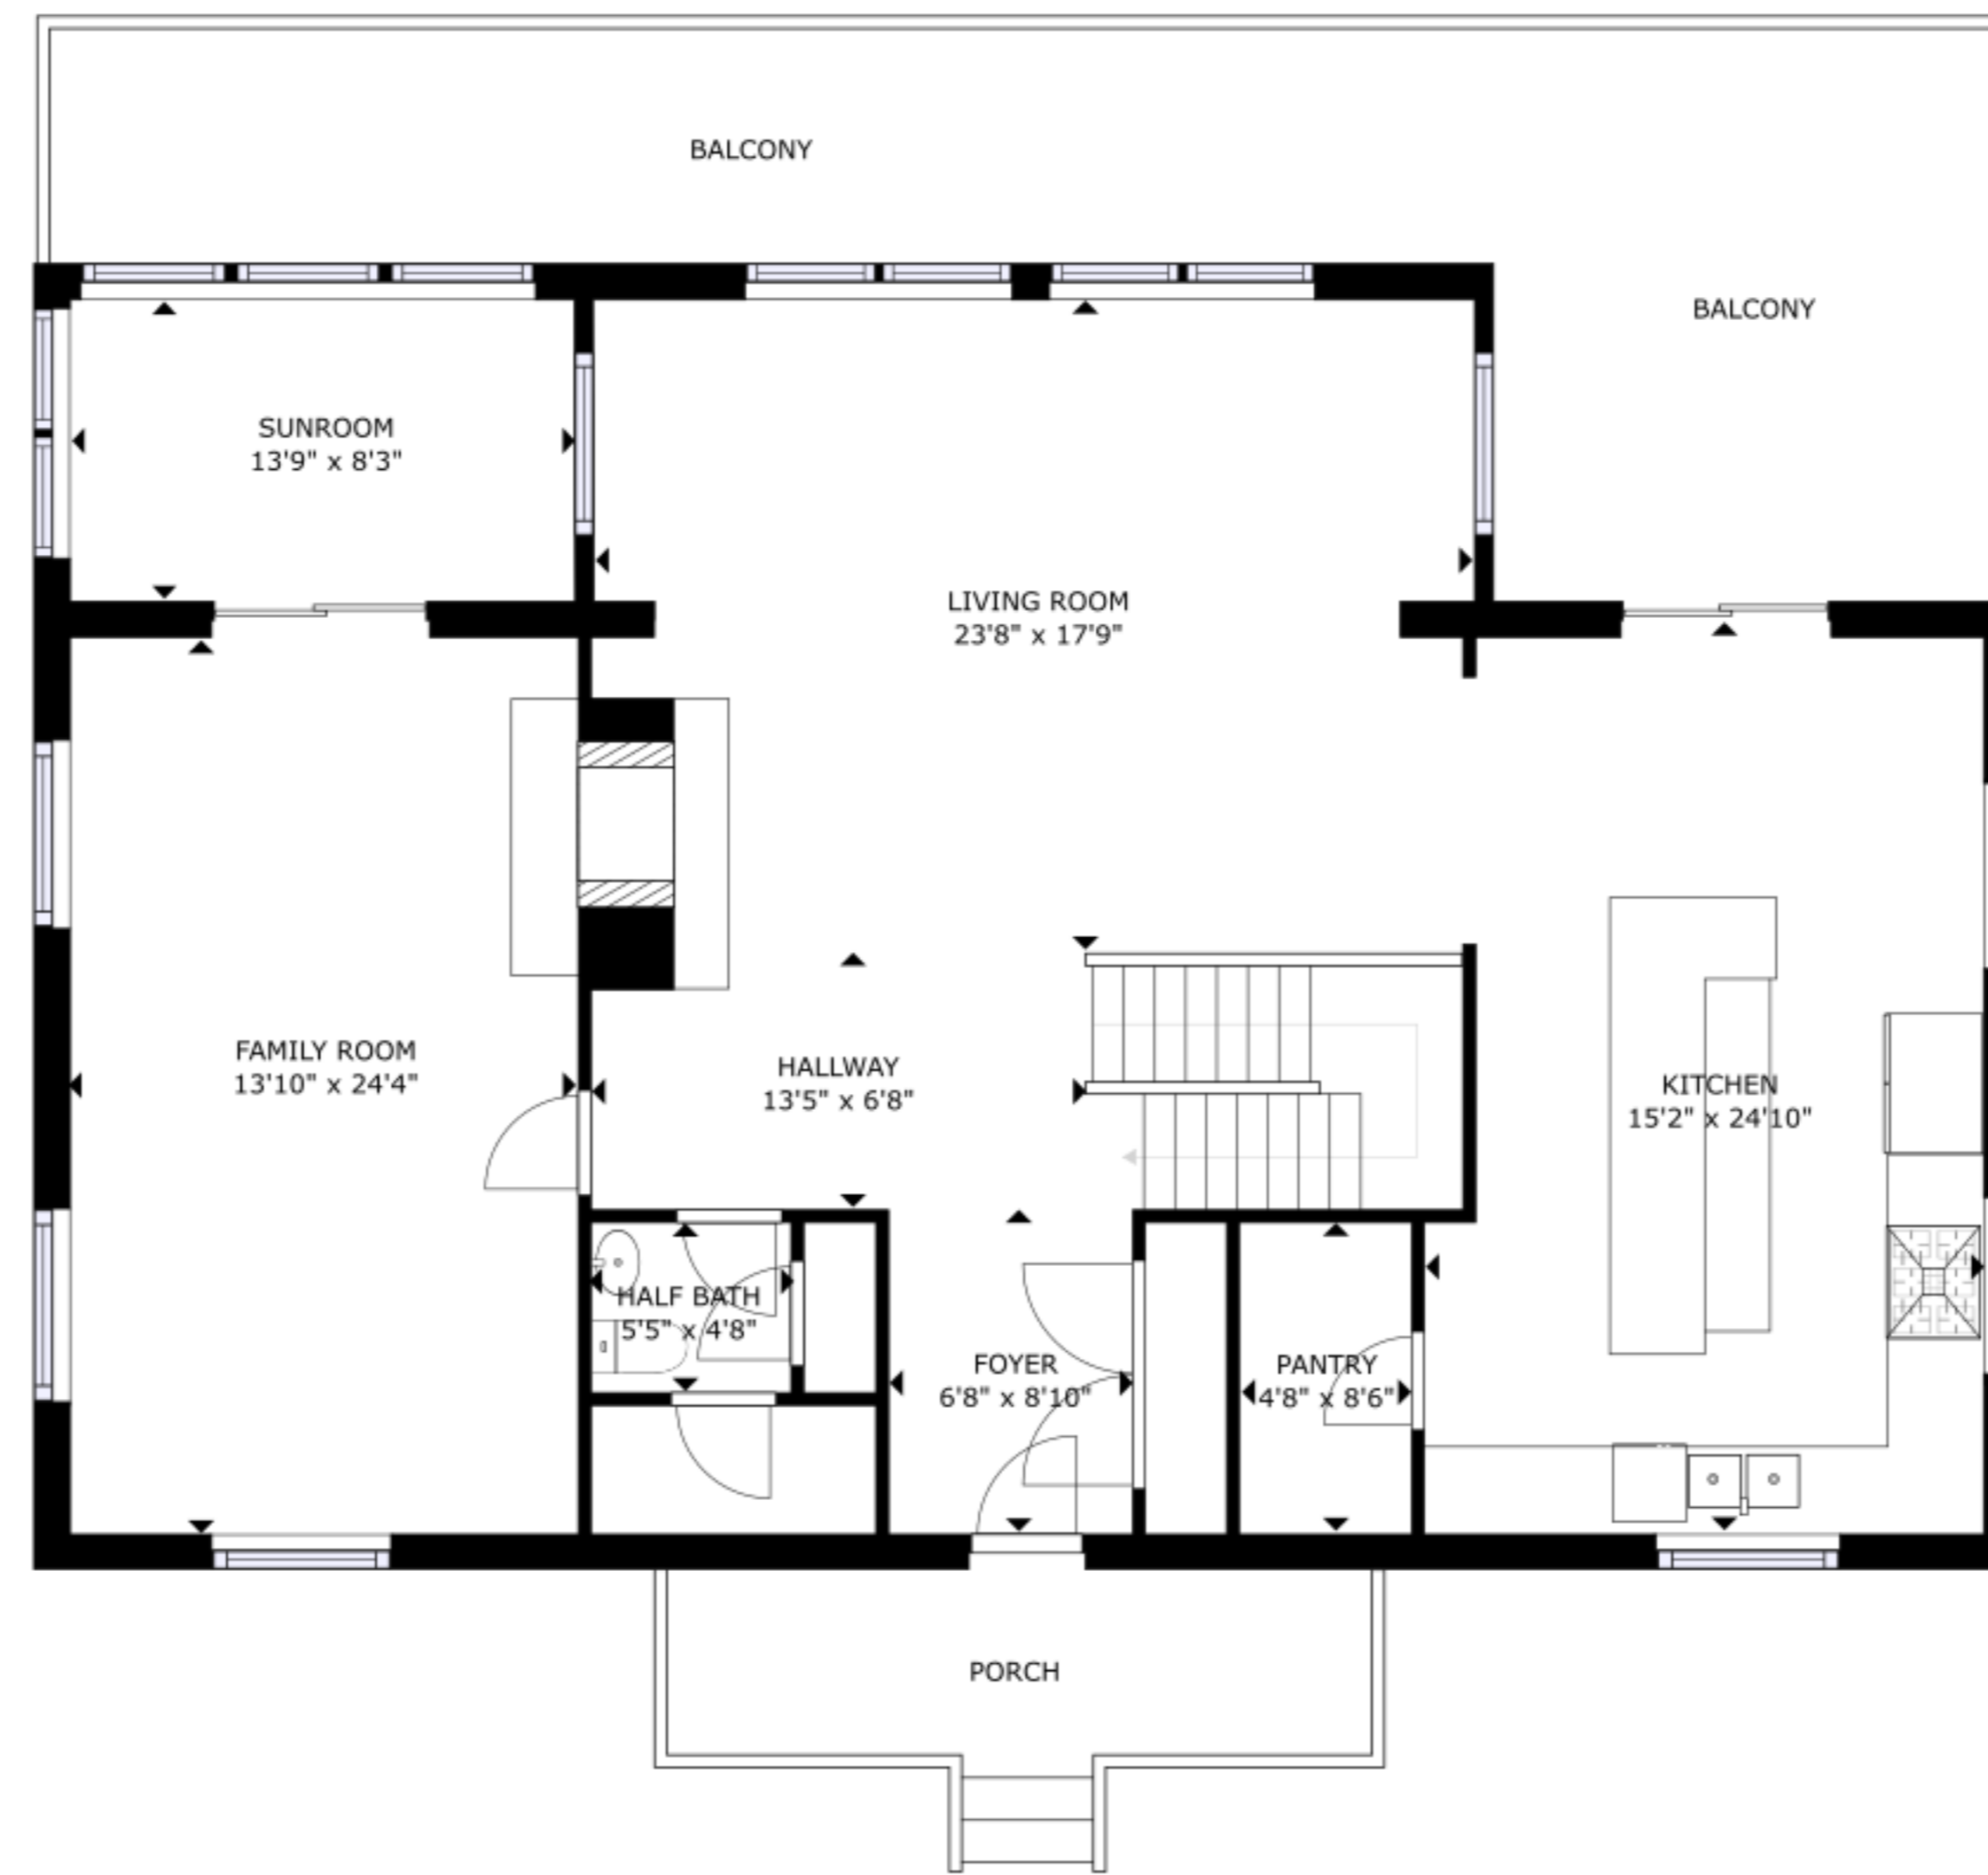 BALCONY
BALCONY
SUNROOM
13'9" x 8'3"
LIVING ROOM
23'8" x 17'9"
FAMILY ROOM
13'10" x 24'4"
HALLWAY
13'5" x 6'8"
KITCHEN
15'2" x 24'10"
HALF BATH
5'5" x 4'8"
FOYER
6'8" x 8'10"
PANTRY
4'8" x 8'6"
PORCH